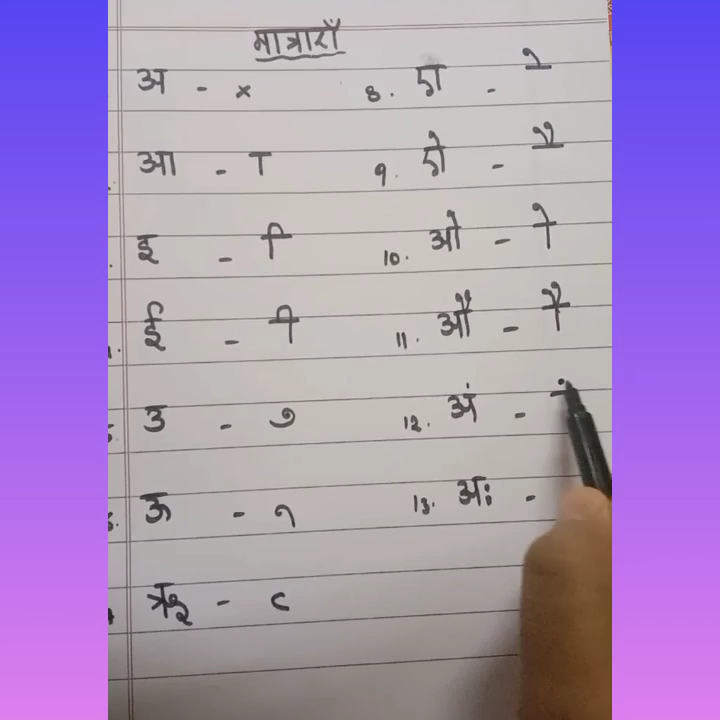 मात्राएँ
अ - × 8. ए - े
आ - ा 9. ऐ - ै
इ - ि 10. ओ - ो
ई - ी 11. औ - ौ
उ - ु 12. अं - ं
ऊ - ू 13. अः -
ऋ - ृ